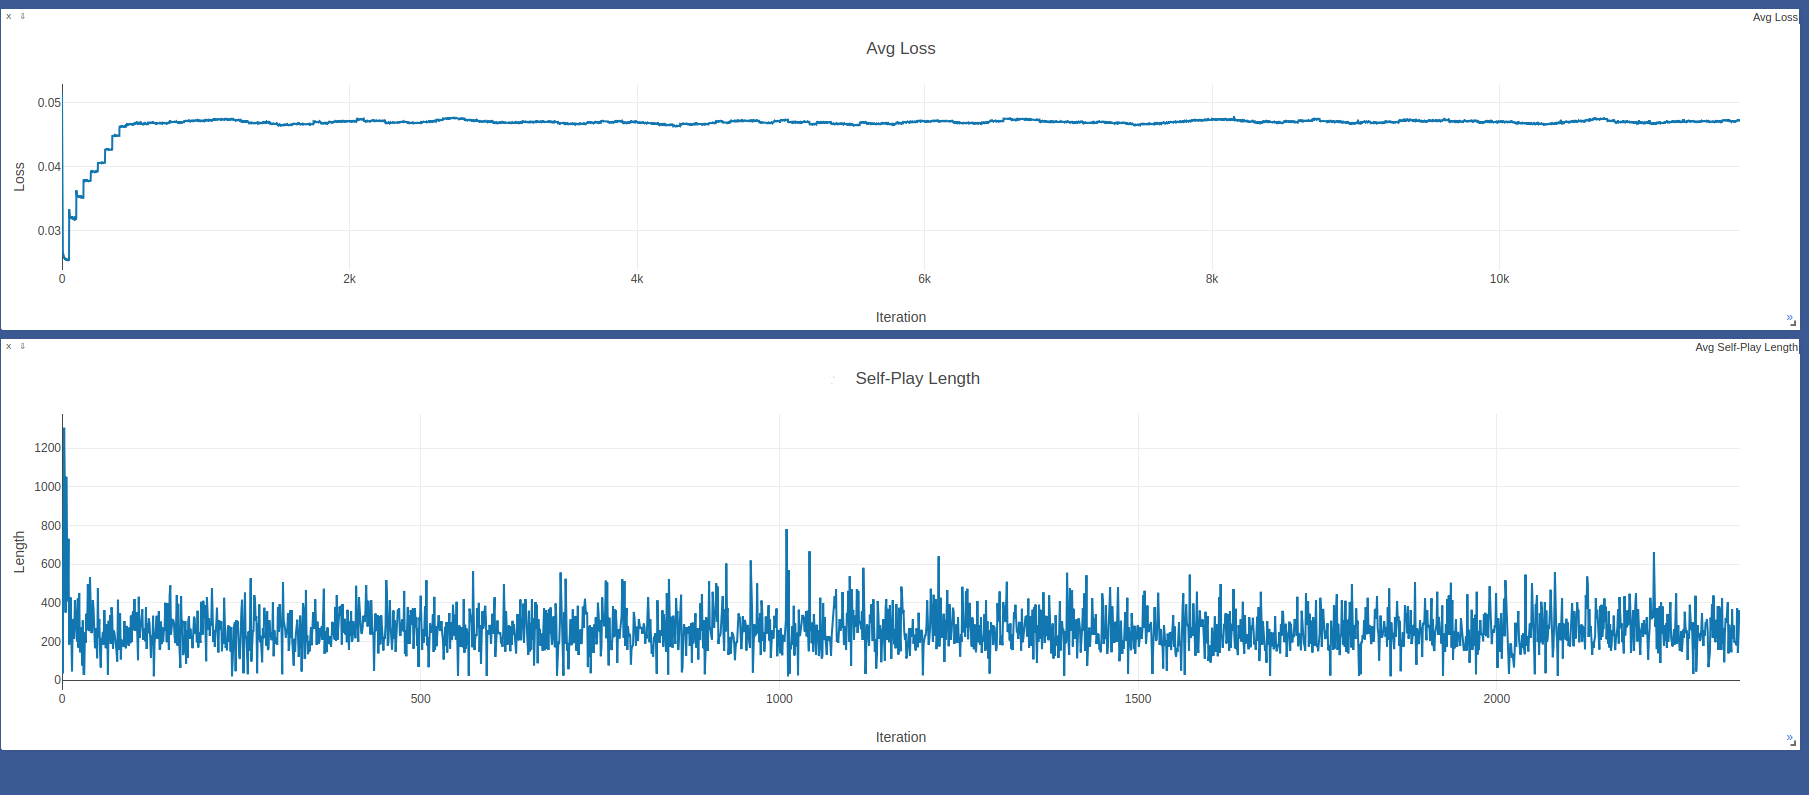 x ⇩ Avg Loss
Avg Loss
0.05
0.04
0.03
Loss
0 2k 4k 6k 8k 10k
Iteration
»
x ⇩ Avg Self-Play Length
Self-Play Length
1200
1000
800
600
400
200
0
Length
0 500 1000 1500 2000
Iteration
»